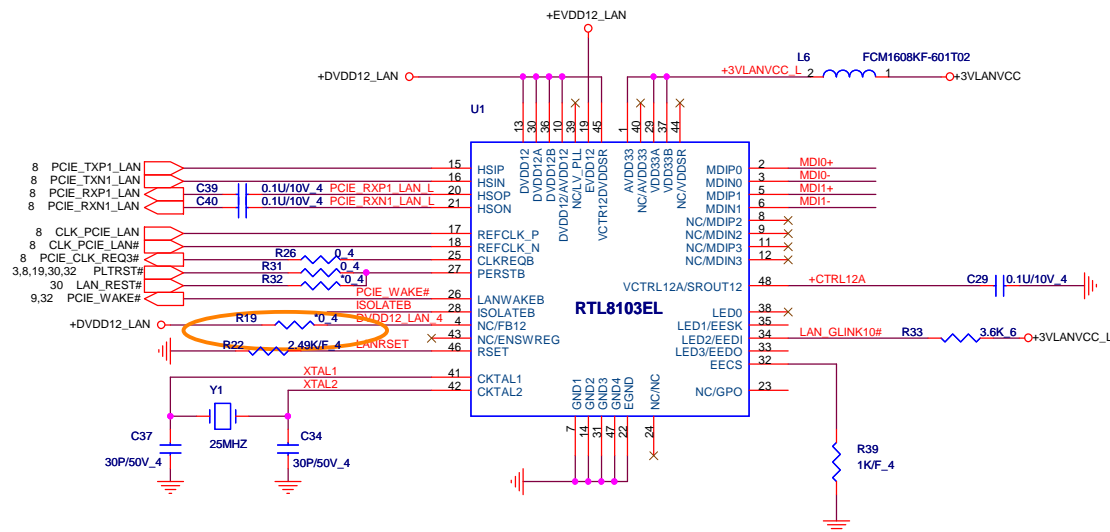 +EVDD12_LAN
L6 FCM1608KF-601T02
+DVDD12_LAN
+3VLANVCC_L 2 1 +3VLANVCC
U1
13 30 36 10 39 19 45 1 40 29 37 44
DVDD12 DVDD12A DVDD12B DVDD12/AVDD12 NC/LV_PLL EVDD12 VCTR12DVDDSR AVDD33 NC/AVDD33 VDD33A VDD33B NC/VDDSR
8 PCIE_TXP1_LAN 15 HSIP MDIP0 2 MDI0+
8 PCIE_TXN1_LAN 16 HSIN MDIN0 3 MDI0-
8 PCIE_RXP1_LAN C39 0.1U/10V_4 PCIE_RXP1_LAN_L 20 HSOP MDIP1 5 MDI1+
8 PCIE_RXN1_LAN C40 0.1U/10V_4 PCIE_RXN1_LAN_L 21 HSON MDIN1 6 MDI1-
NC/MDIP2 8
8 CLK_PCIE_LAN 17 REFCLK_P NC/MDIN2 9
8 CLK_PCIE_LAN# 18 REFCLK_N NC/MDIP3 11
8 PCIE_CLK_REQ3# R26 0_4 25 CLKREQB NC/MDIN3 12
3,8,19,30,32 PLTRST# R31 0_4 27 PERSTB
30 LAN_REST# R32 *0_4
VCTRL12A/SROUT12 48 +CTRL12A C29 0.1U/10V_4
9,32 PCIE_WAKE# PCIE_WAKE# 26 LANWAKEB
ISOLATEB 28 ISOLATEB
RTL8103EL
LED0 38
+DVDD12_LAN R19 *0_4 DVDD12_LAN_4 4 NC/FB12 LED1/EESK 35
43 NC/ENSWREG LED2/EEDI 34 LAN_GLINK10# R33 3.6K_6 +3VLANVCC_L
R22 2.49K/F_4 LANRSET 46 RSET LED3/EEDO 33
EECS 32
XTAL1 41 CKTAL1
XTAL2 42 CKTAL2 NC/GPO 23
Y1
25MHZ
GND1 GND2 GND3 GND4 EGND NC/NC
7 14 31 47 22 24
C37
30P/50V_4
C34
30P/50V_4
R39
1K/F_4